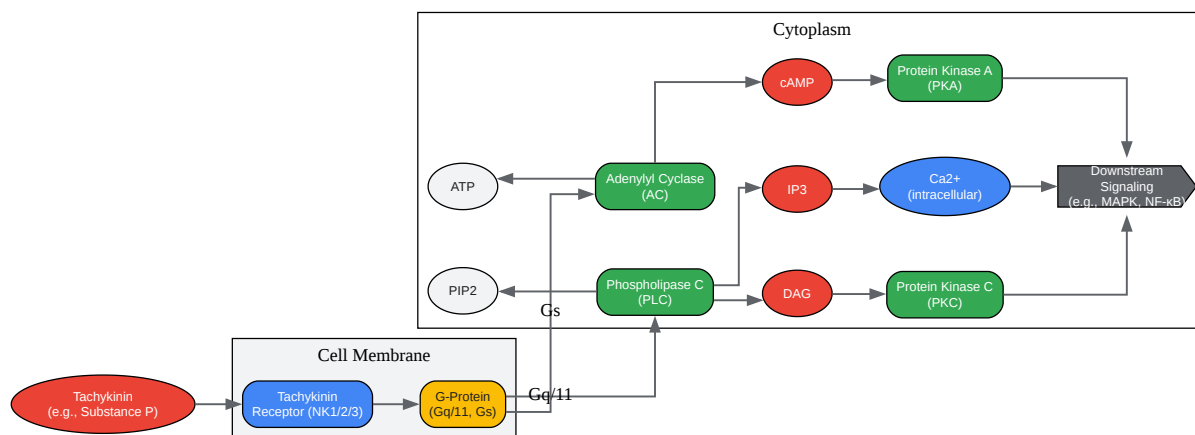 Cytoplasm
cAMP
Protein Kinase A
(PKA)
ATP
Adenylyl Cyclase
(AC)
IP3
Ca2+
(intracellular)
Downstream
Signaling
(e.g., MAPK, NF-κB)
PIP2
Phospholipase C
(PLC)
DAG
Protein Kinase C
(PKC)
Gs
Cell Membrane
Tachykinin
(e.g., Substance P)
Tachykinin
Receptor (NK1/2/3)
G-Protein
(Gq/11, Gs)
Gq/11